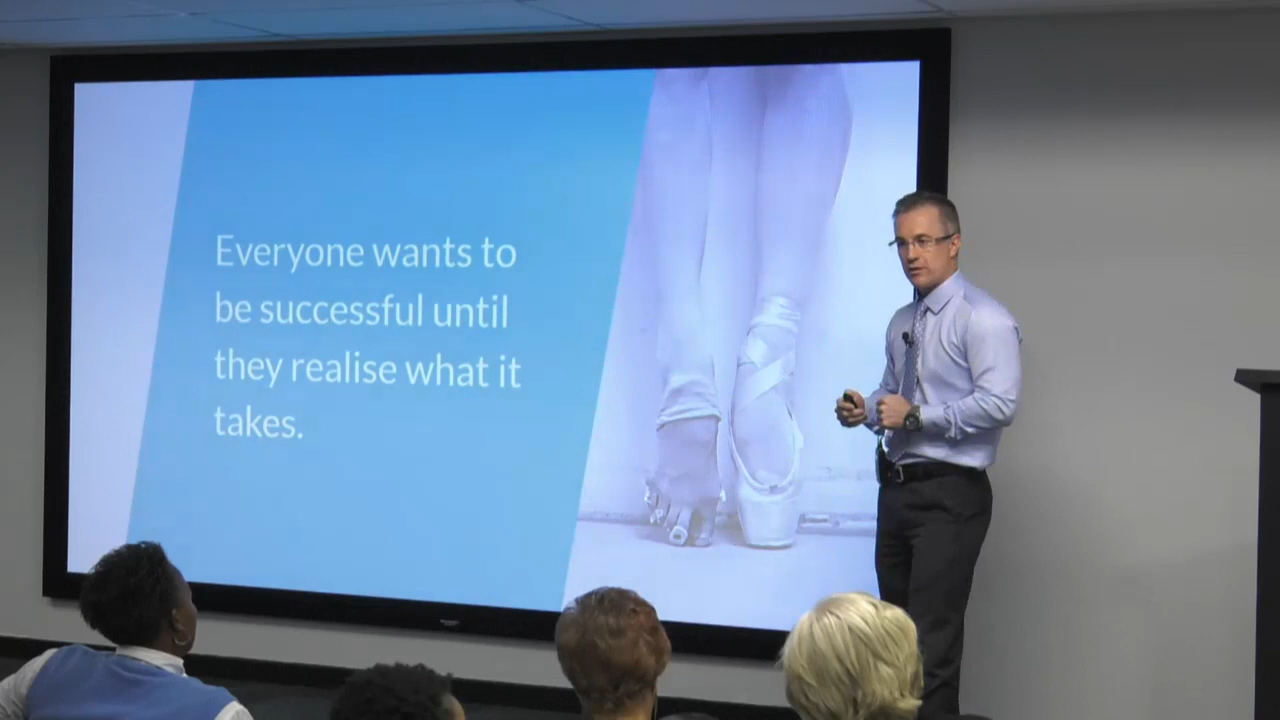 Everyone wants to
be successful until
they realise what it
takes.